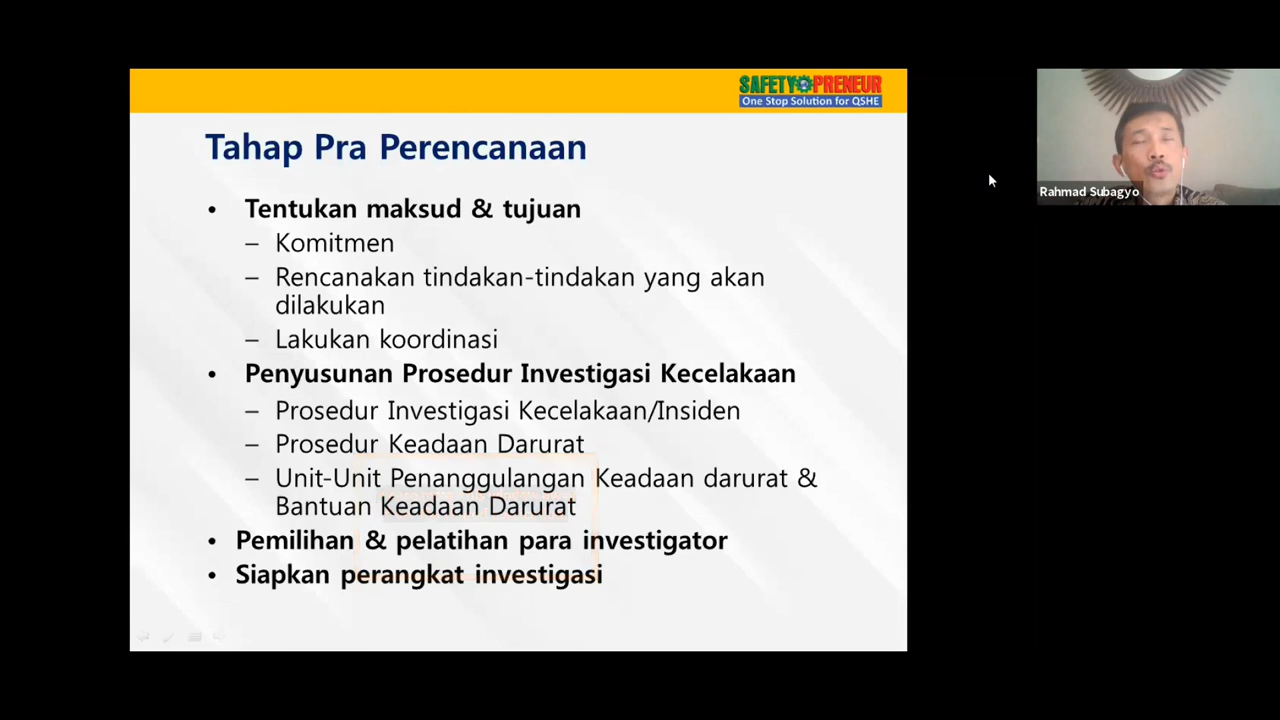 SAFETY PRENEUR
One Stop Solution for QSHE
Tahap Pra Perencanaan
• Tentukan maksud & tujuan
– Komitmen
– Rencanakan tindakan-tindakan yang akan
dilakukan
– Lakukan koordinasi
• Penyusunan Prosedur Investigasi Kecelakaan
– Prosedur Investigasi Kecelakaan/Insiden
– Prosedur Keadaan Darurat
– Unit-Unit Penanggulangan Keadaan darurat &
Bantuan Keadaan Darurat
• Pemilihan & pelatihan para investigator
• Siapkan perangkat investigasi
Rahmad Subagyo